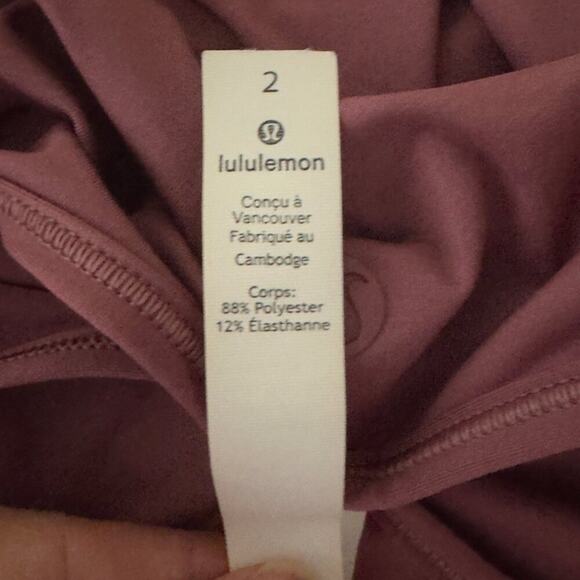 2
lululemon
Conçu à
Vancouver
Fabriqué au
Cambodge
Corps:
88% Polyester
12% Élasthanne